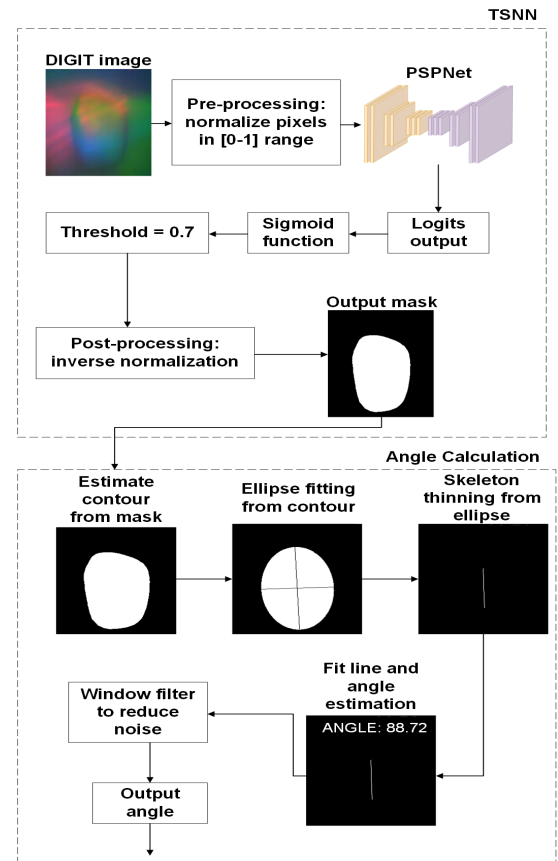 TSNN
DIGIT image
Pre-processing:
normalize pixels
in [0-1] range
PSPNet
Logits
output
Sigmoid
function
Threshold = 0.7
Post-processing:
inverse normalization
Output mask
Angle Calculation
Estimate
contour
from mask
Ellipse fitting
from contour
Skeleton
thinning from
ellipse
Fit line and
angle
estimation
ANGLE: 88.72
Window filter
to reduce
noise
Output
angle